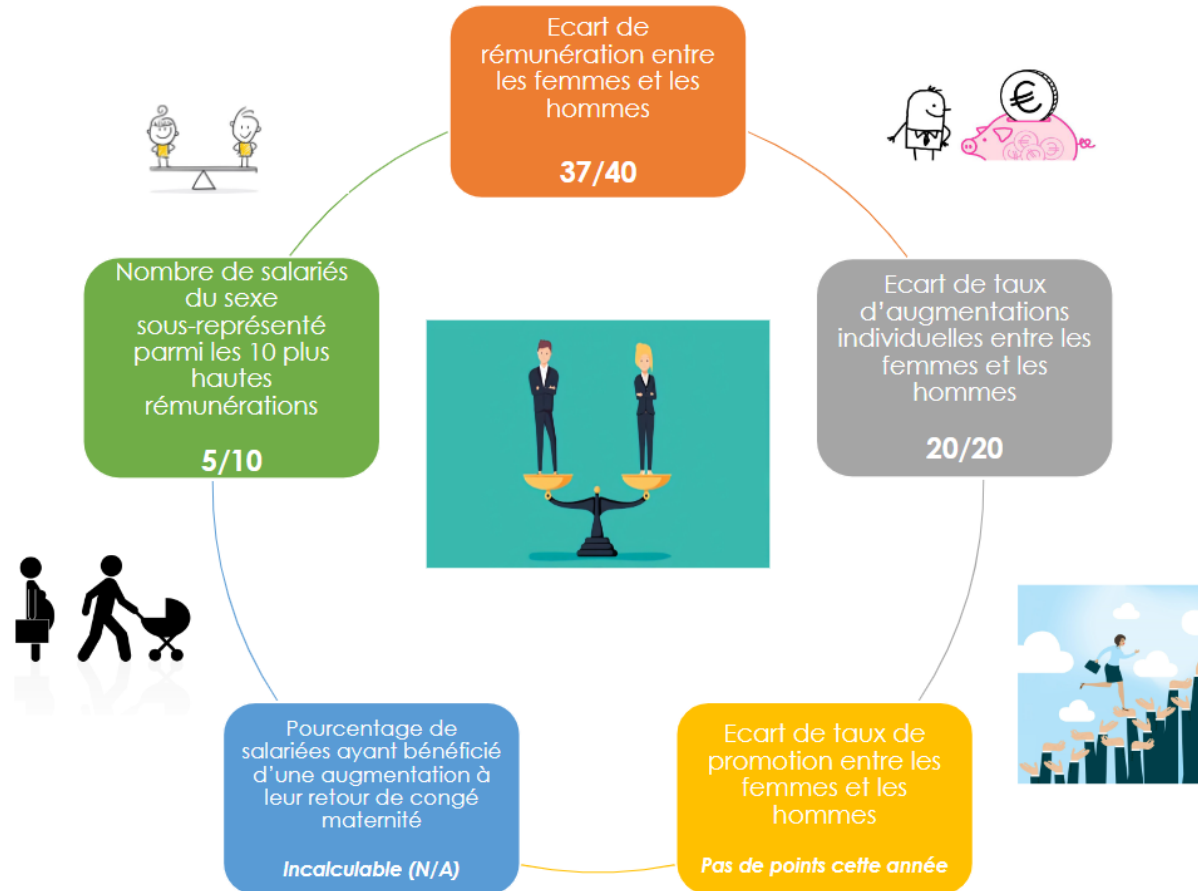 Ecart de
rémunération entre
les femmes et les
hommes
37/40
€
Ecart de taux
d'augmentations
individuelles entre les
femmes et les
hommes
20/20
Ecart de taux de
promotion entre les
femmes et les
hommes
Pas de points cette année
Pourcentage de
salariées ayant bénéficié
d'une augmentation à
leur retour de congé
maternité
Incalculable (N/A)
Nombre de salariés
du sexe
sous-représenté
parmi les 10 plus
hautes
rémunérations
5/10